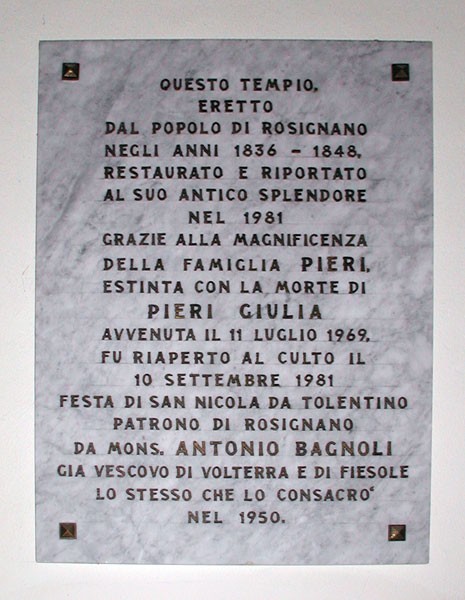 QUESTO TEMPIO,
ERETTO
DAL POPOLO DI ROSIGNANO
NEGLI ANNI 1836 - 1848,
RESTAURATO E RIPORTATO
AL SUO ANTICO SPLENDORE
NEL 1981
GRAZIE ALLA MAGNIFICENZA
DELLA FAMIGLIA PIERI,
ESTINTA CON LA MORTE DI
PIERI GIULIA
AVVENUTA IL 11 LUGLIO 1969,
FU RIAPERTO AL CULTO IL
10 SETTEMBRE 1981
FESTA DI SAN NICOLA DA TOLENTINO
PATRONO DI ROSIGNANO
DA MONS. ANTONIO BAGNOLI
GIA VESCOVO DI VOLTERRA E DI FIESOLE
LO STESSO CHE LO CONSACRO'
NEL 1950.